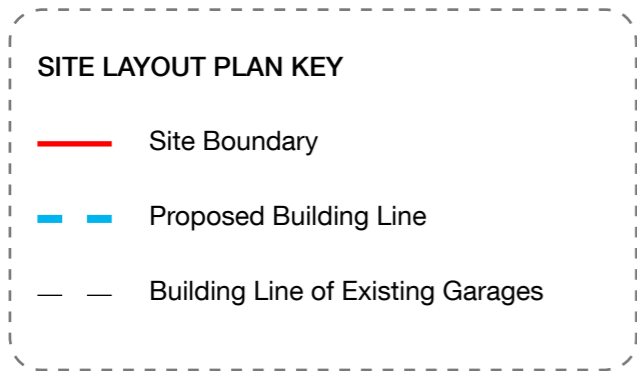 SITE LAYOUT PLAN KEY
Site Boundary
Proposed Building Line
Building Line of Existing Garages